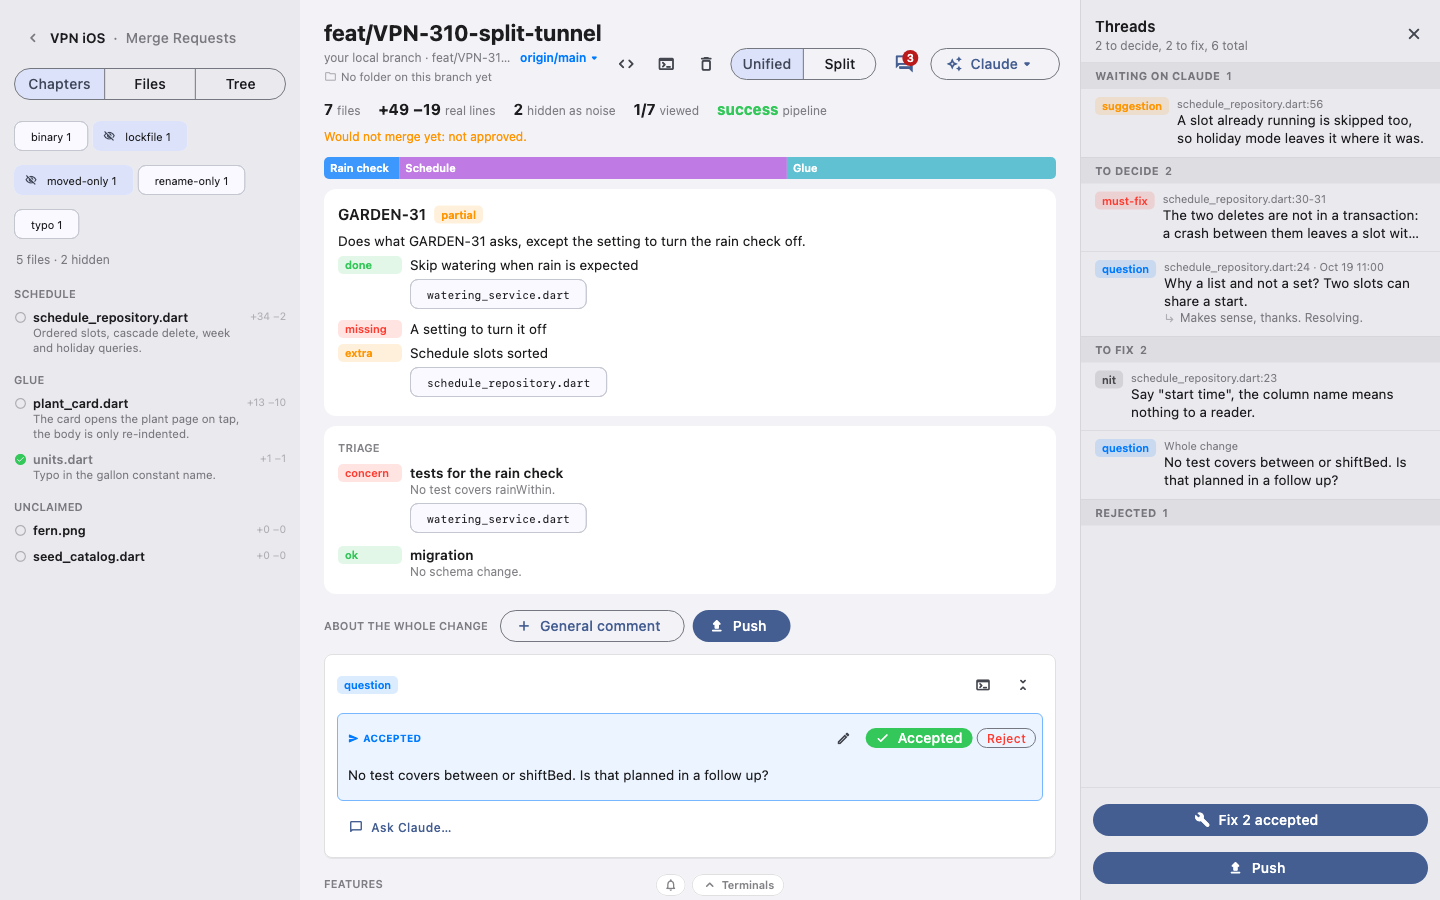 VPN iOS · Merge Requests
Chapters Files Tree
binary 1 lockfile 1
moved-only 1 rename-only 1
typo 1
5 files · 2 hidden
SCHEDULE
schedule_repository.dart +34 −2
Ordered slots, cascade delete, week
and holiday queries.
GLUE
plant_card.dart +13 −10
The card opens the plant page on tap,
the body is only re-indented.
units.dart +1 −1
Typo in the gallon constant name.
UNCLAIMED
fern.png +0 −0
seed_catalog.dart +0 −0
feat/VPN-310-split-tunnel
your local branch · feat/VPN-31... origin/main
No folder on this branch yet
Unified Split
3
Claude
7 files +49 −19 real lines 2 hidden as noise 1/7 viewed success pipeline
Would not merge yet: not approved.
Rain check Schedule Glue
GARDEN-31 partial
Does what GARDEN-31 asks, except the setting to turn the rain check off.
done Skip watering when rain is expected
watering_service.dart
missing A setting to turn it off
extra Schedule slots sorted
schedule_repository.dart
TRIAGE
concern tests for the rain check
No test covers rainWithin.
watering_service.dart
ok migration
No schema change.
ABOUT THE WHOLE CHANGE General comment Push
question
ACCEPTED Accepted Reject
No test covers between or shiftBed. Is that planned in a follow up?
Ask Claude...
FEATURES
Terminals
Threads
2 to decide, 2 to fix, 6 total
WAITING ON CLAUDE 1
suggestion schedule_repository.dart:56
A slot already running is skipped too,
so holiday mode leaves it where it was.
TO DECIDE 2
must-fix schedule_repository.dart:30-31
The two deletes are not in a transaction:
a crash between them leaves a slot wit...
question schedule_repository.dart:24 · Oct 19 11:00
Why a list and not a set? Two slots can
share a start.
Makes sense, thanks. Resolving.
TO FIX 2
nit schedule_repository.dart:23
Say "start time", the column name means
nothing to a reader.
question Whole change
No test covers between or shiftBed. Is
that planned in a follow up?
REJECTED 1
Fix 2 accepted
Push